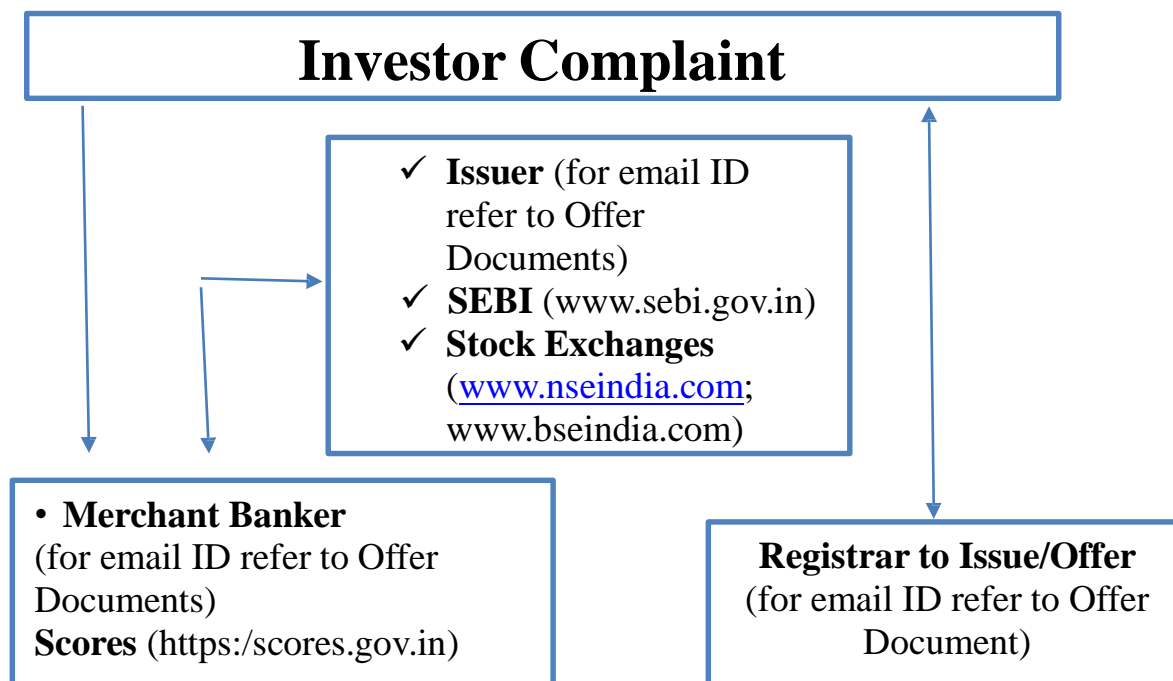 Investor Complaint
✓ Issuer (for email ID
refer to Offer
Documents)
✓ SEBI (www.sebi.gov.in)
✓ Stock Exchanges
(www.nseindia.com;
www.bseindia.com)
• Merchant Banker
(for email ID refer to Offer
Documents)
Scores (https:/scores.gov.in)
Registrar to Issue/Offer
(for email ID refer to Offer
Document)